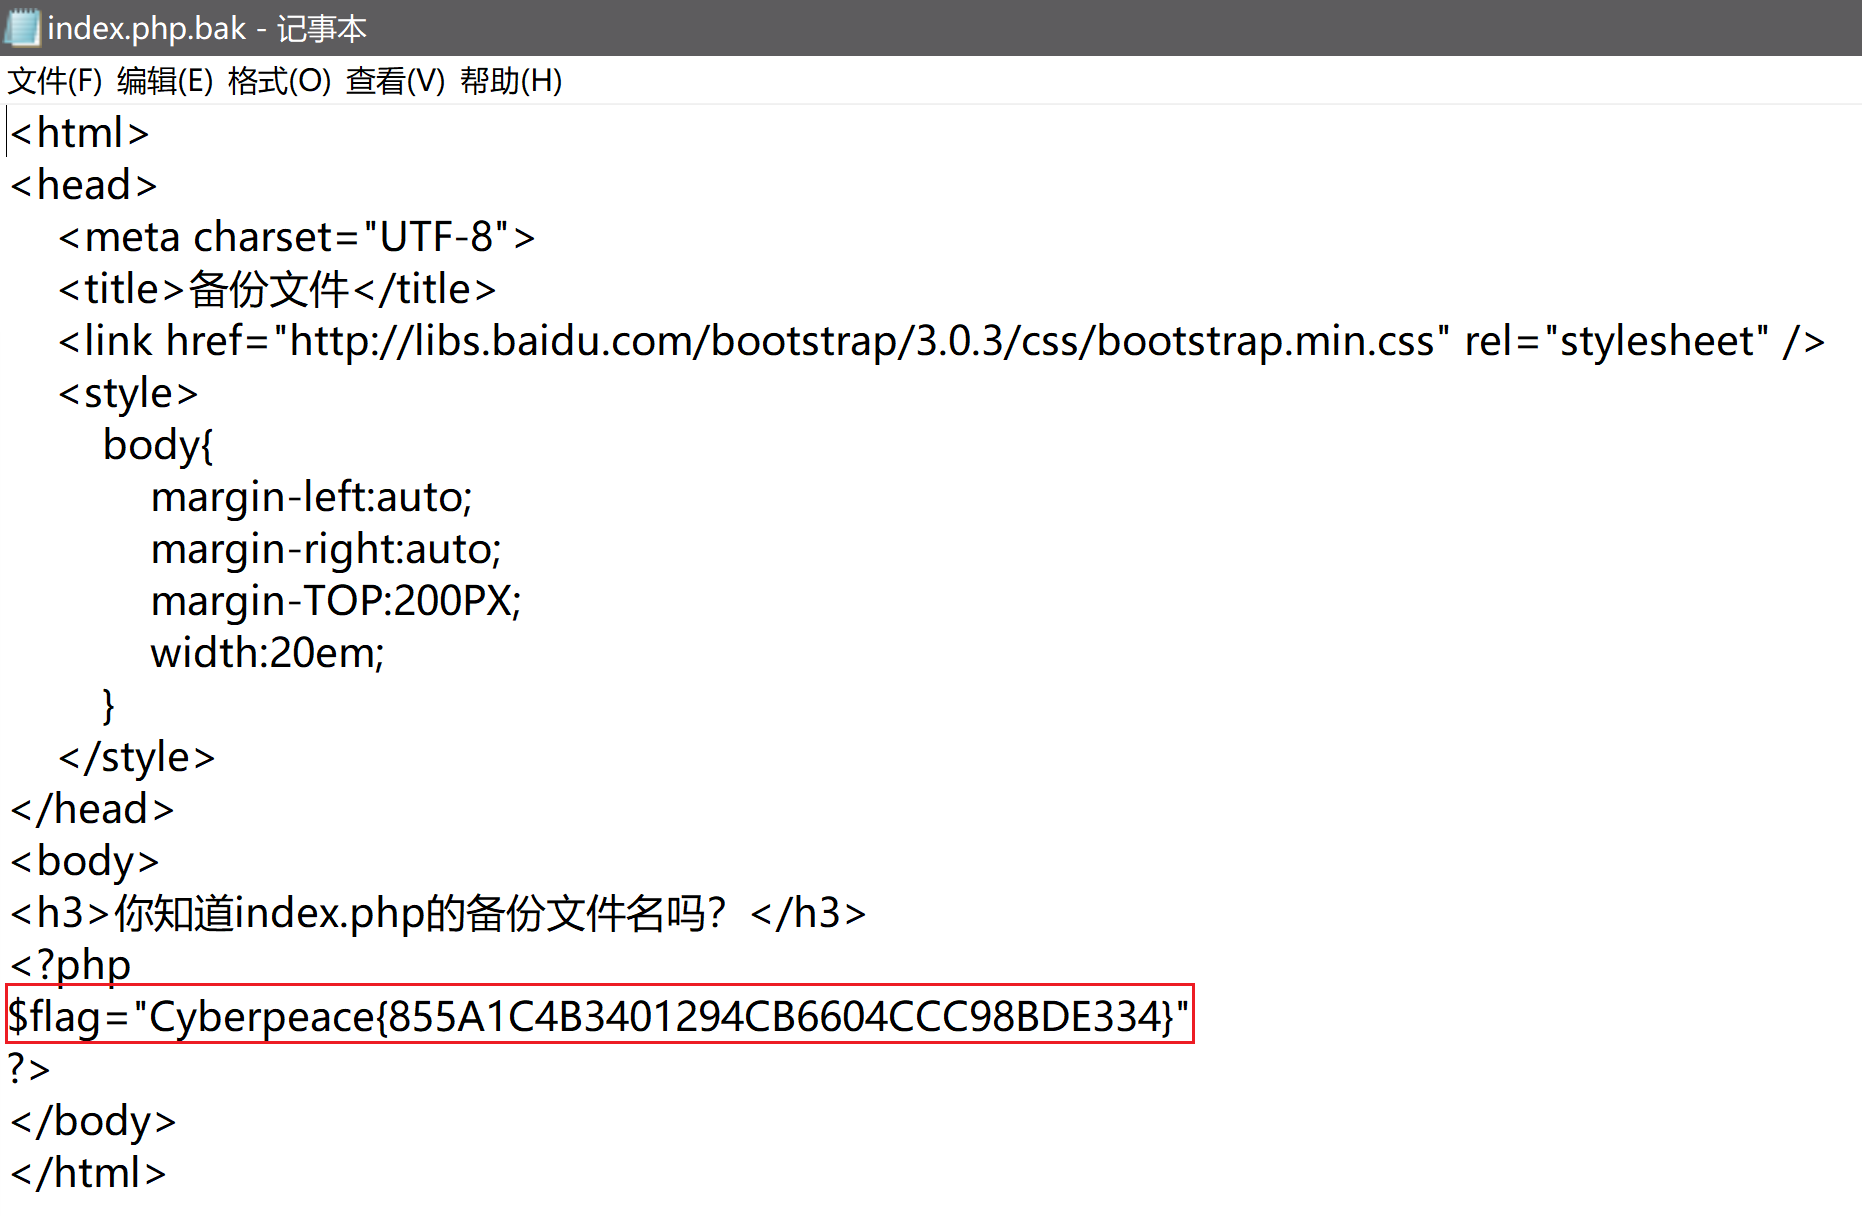 index.php.bak - 记事本
文件(F) 编辑(E) 格式(O) 查看(V) 帮助(H)
<html>
<head>
<meta charset="UTF-8">
<title>备份文件</title>
<link href="http://libs.baidu.com/bootstrap/3.0.3/css/bootstrap.min.css" rel="stylesheet" />
<style>
body{
margin-left:auto;
margin-right:auto;
margin-TOP:200PX;
width:20em;
}
</style>
</head>
<body>
<h3>你知道index.php的备份文件名吗？</h3>
<?php
$flag="Cyberpeace{855A1C4B3401294CB6604CCC98BDE334}"
?>
</body>
</html>